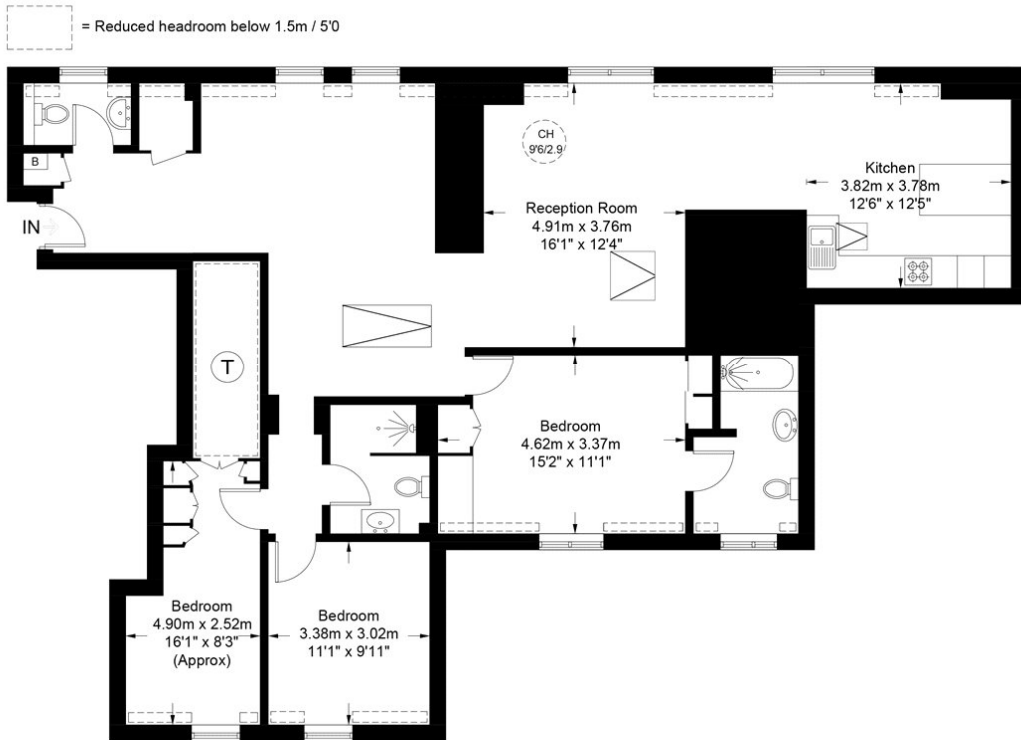 = Reduced headroom below 1.5m / 5'0
B
IN
CH
9'6/2.9
Reception Room
4.91m x 3.76m
16'1" x 12'4"
Kitchen
3.82m x 3.78m
12'6" x 12'5"
T
Bedroom
4.62m x 3.37m
15'2" x 11'1"
Bedroom
4.90m x 2.52m
16'1" x 8'3"
(Approx)
Bedroom
3.38m x 3.02m
11'1" x 9'11"